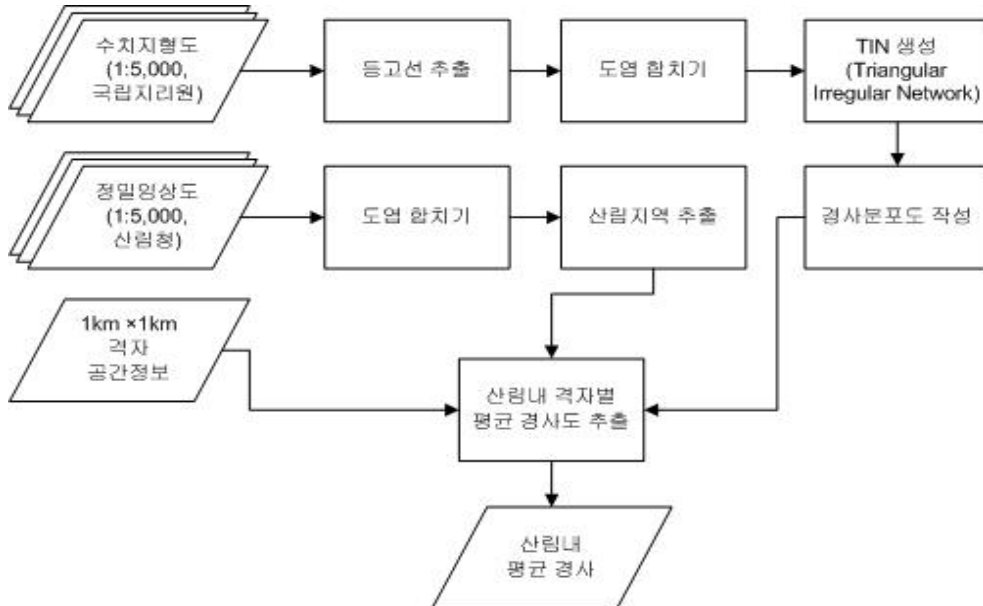 수치지형도
(1:5,000,
국립지리원)
등고선 추출
도엽 합치기
TIN 생성
(Triangular
Irregular Network)
정밀임상도
(1:5,000,
산림청)
도엽 합치기
산림지역 추출
경사분포도 작성
1km ×1km
격자
공간정보
산림내 격자별
평균 경사도 추출
산림내
평균 경사